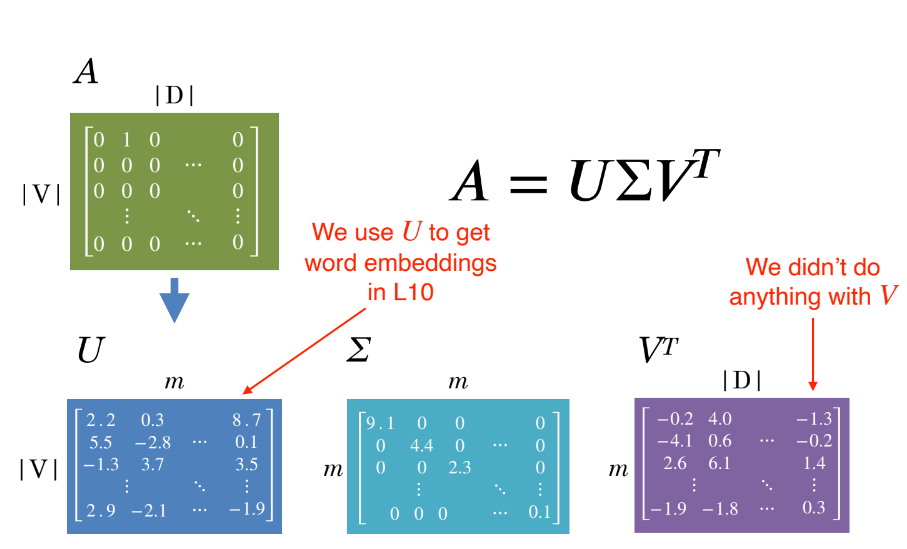 A
|D|
|V|
0 1 0 0
0 0 0 ⋯ 0
0 0 0 0
⋮ ⋱ ⋮
0 0 0 ⋯ 0
A = UΣVᵀ
We use U to get
word embeddings
in L10
We didn't do
anything with V
U
m
|V|
2.2 0.3 8.7
5.5 −2.8 ⋯ 0.1
−1.3 3.7 3.5
⋮ ⋱ ⋮
2.9 −2.1 ⋯ −1.9
Σ
m
m
9.1 0 0 0
0 4.4 0 ⋯ 0
0 0 2.3 0
⋮ ⋱ ⋮
0 0 0 ⋯ 0.1
Vᵀ
|D|
m
−0.2 4.0 −1.3
−4.1 0.6 ⋯ −0.2
2.6 6.1 1.4
⋮ ⋱ ⋮
−1.9 −1.8 ⋯ 0.3